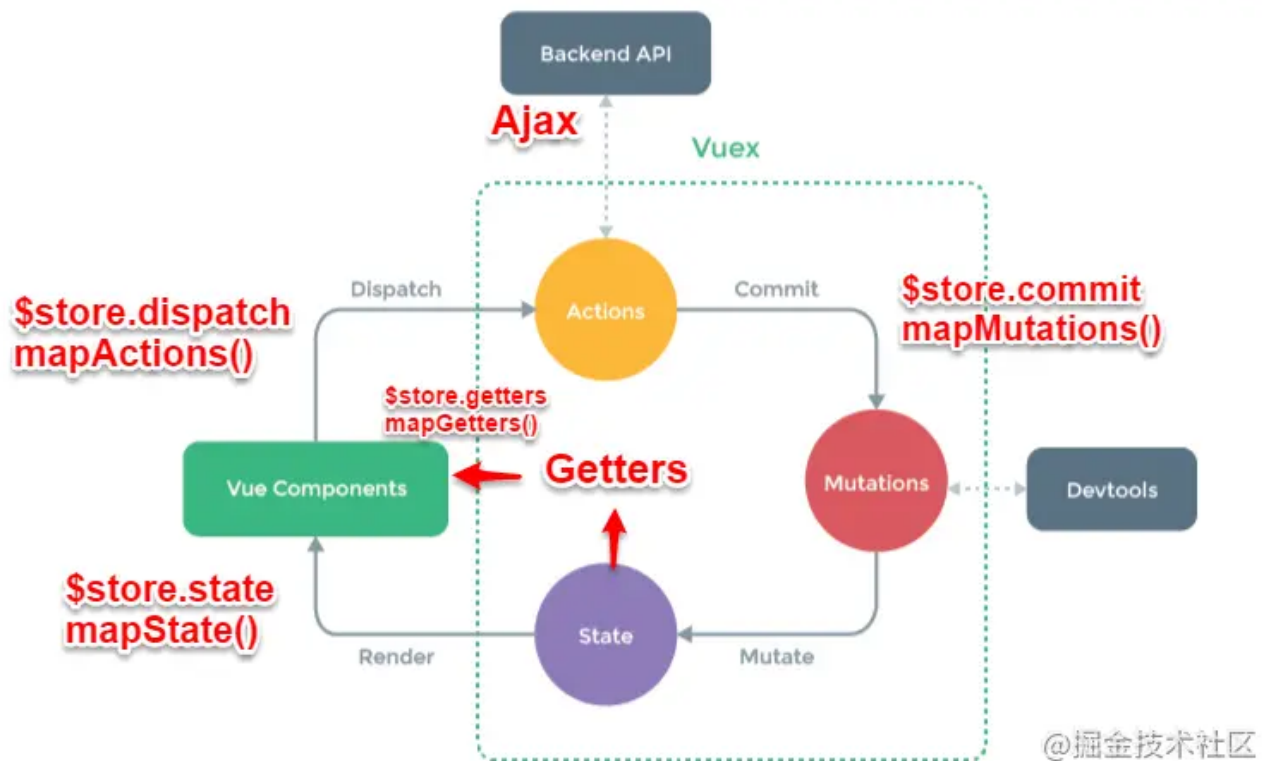 Backend API
Ajax
Vuex
Dispatch
Actions
Commit
$store.dispatch
mapActions()
$store.commit
mapMutations()
$store.getters
mapGetters()
Getters
Vue Components
Mutations
Devtools
$store.state
mapState()
State
Render
Mutate
@掘金技术社区